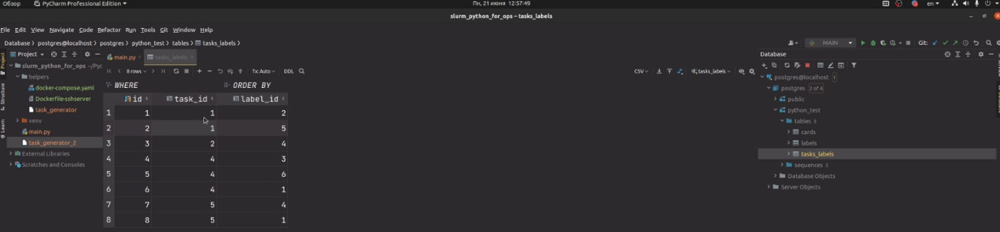 Обзор PyCharm Professional Edition Пн, 21 июня 12:57:49 en
slurm_python_for_ops – tasks_labels
File Edit View Navigate Code Refactor Run Tools Git Window Help
Database postgres@localhost postgres python_test tables tasks_labels MAIN Git:
Project Project main.py tasks_labels Database
slurm_python_for_ops ~/Pyc 8 rows Tx: Auto DDL CSV tasks_labels
helpers WHERE ORDER BY postgres@localhost 1
docker-compose.yaml id task_id label_id postgres 2 of 4
Dockerfile-sshserver 1 1 1 2 public
task_generator 2 2 1 5 python_test
venv 3 3 2 4 tables 3
main.py 4 4 4 3 cards
task_generator_2 5 5 4 6 labels
External Libraries 6 6 4 1 tasks_labels
Scratches and Consoles 7 7 5 4 sequences 3
Structure 8 8 5 1 Database Objects
Learn Server Objects